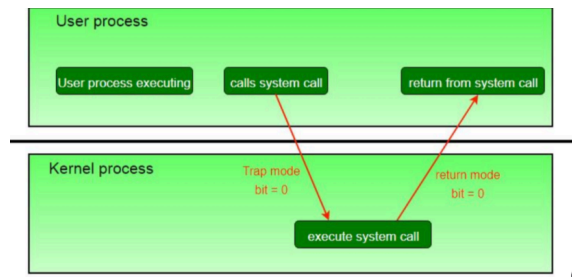 User process
User process executing
calls system call
return from system call
Kernel process
Trap mode
bit = 0
return mode
bit = 0
execute system call